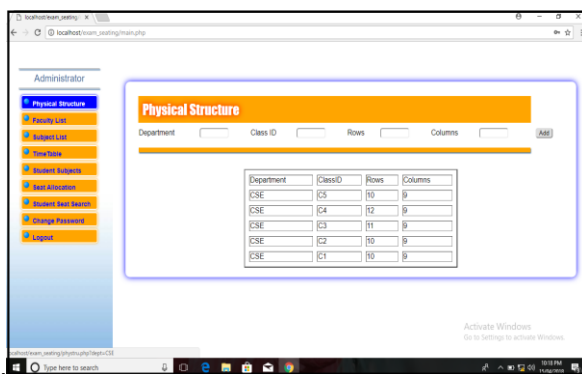 localhost/exam_seating
localhost/exam_seating/main.php
Administrator
Physical Structure
Faculty List
Subject List
TimeTable
Student Subjects
Seat Allocation
Student Seat Search
Change Password
Logout
Physical Structure
Department Class ID Rows Columns Add
Department ClassID Rows Columns
CSE C5 10 9
CSE C4 12 9
CSE C3 11 9
CSE C2 10 9
CSE C1 10 9
Activate Windows
Go to Settings to activate Windows.
Type here to search
10:13 PM